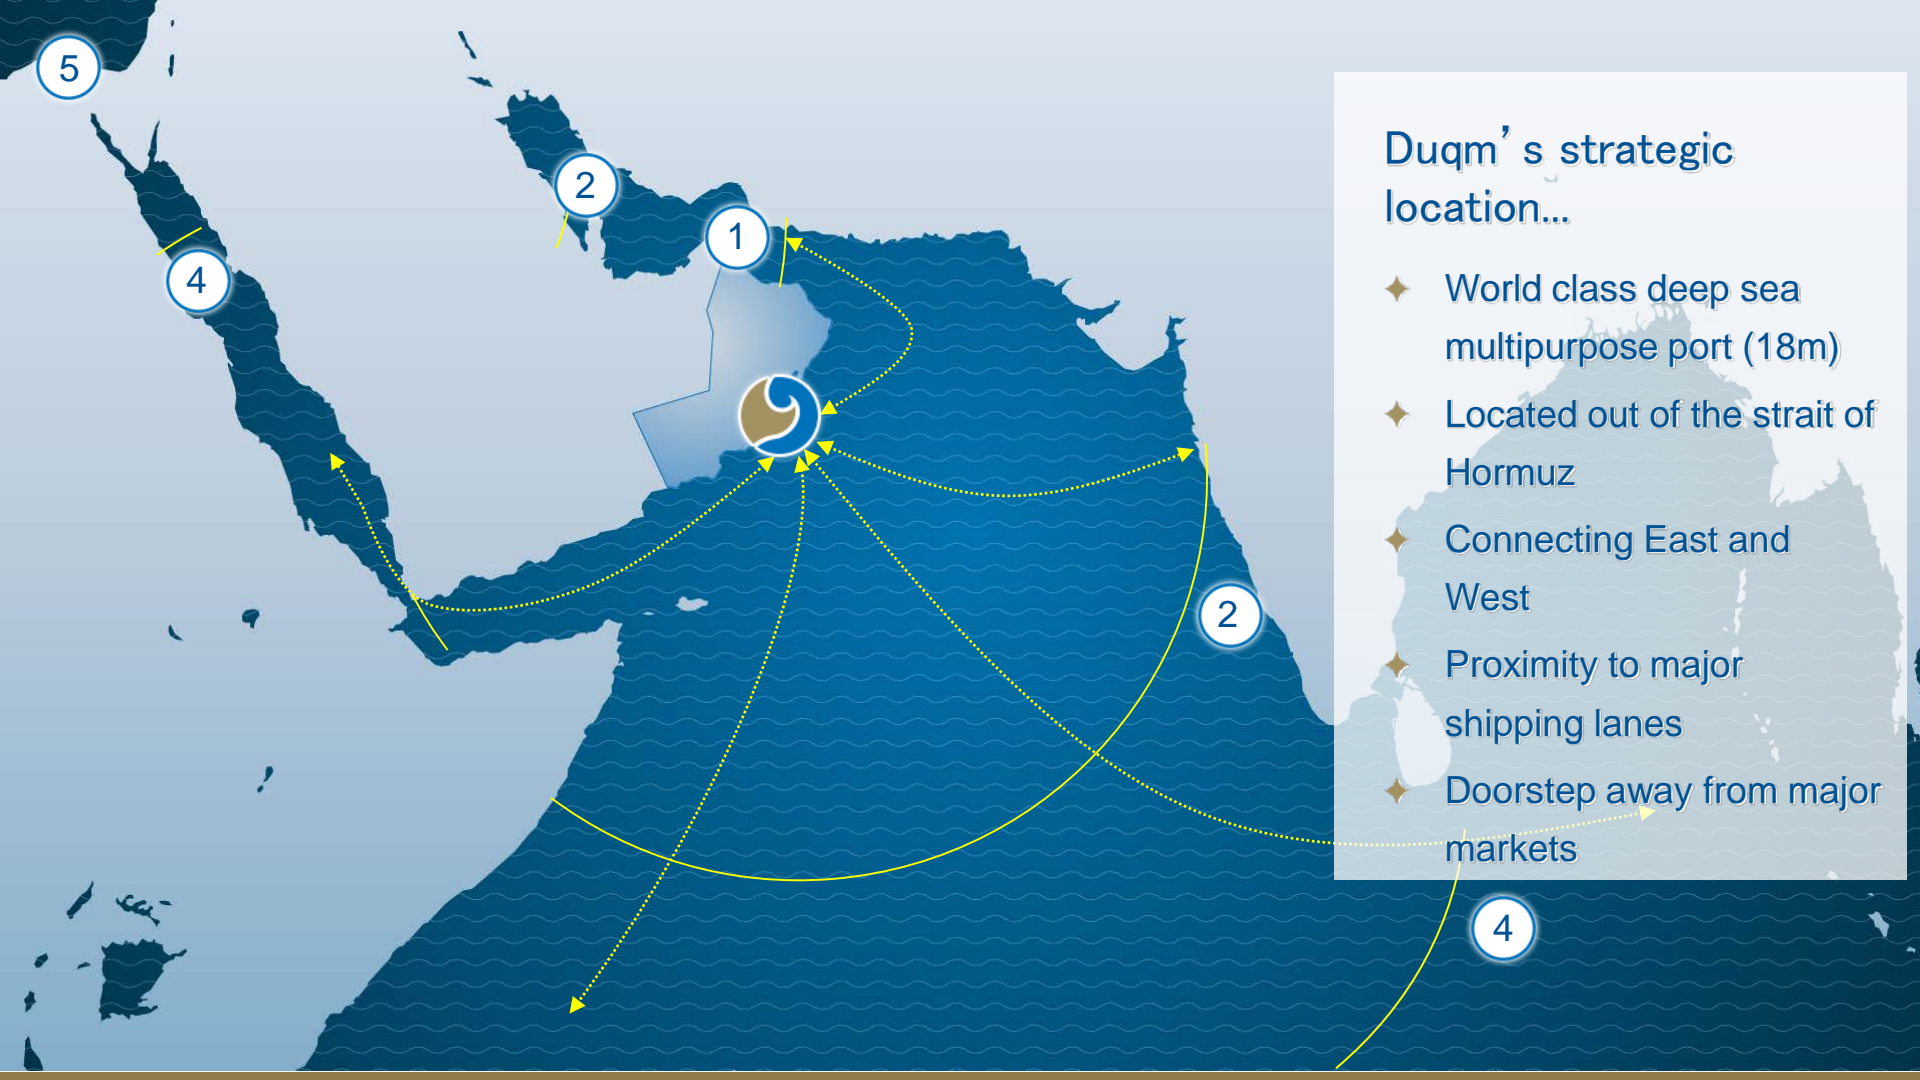 5
2
1
4
2
4
Duqm’s strategic
location...
World class deep sea
multipurpose port (18m)
Located out of the strait of
Hormuz
Connecting East and
West
Proximity to major
shipping lanes
Doorstep away from major
markets